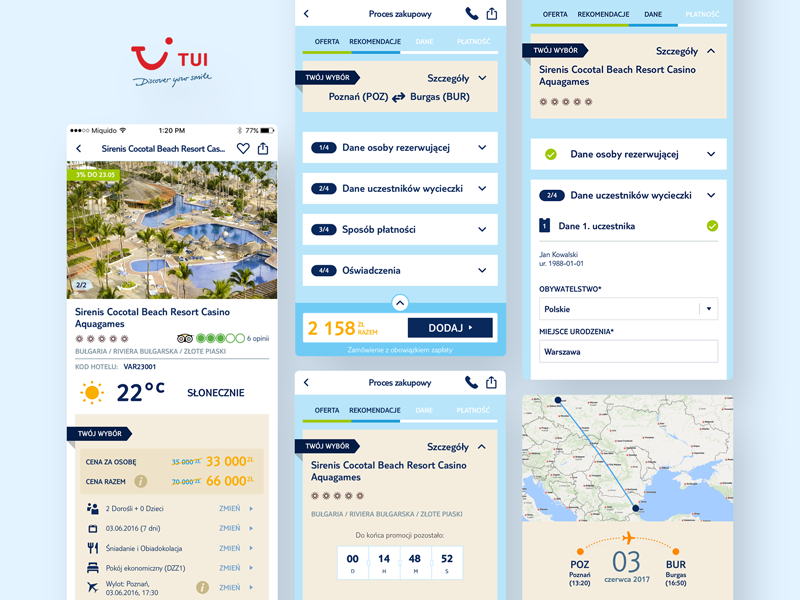 TUI
Discover your smile
Miquido
1:20 PM
77%
Sirenis Cocotal Beach Resort Cas...
3% DO 23.05
2/2
Sirenis Cocotal Beach Resort Casino
Aquagames
6 opinii
BUŁGARIA / RIVIERA BUŁGARSKA / ZŁOTE PIASKI
KOD HOTELU: VAR23001
22°C SŁONECZNIE
TWÓJ WYBÓR
CENA ZA OSOBĘ 35 000 ZŁ 33 000 ZŁ
CENA RAZEM i 70 000 ZŁ 66 000 ZŁ
2 Dorośli + 0 Dzieci ZMIEŃ
03.06.2016 (7 dni) ZMIEŃ
Śniadanie i Obiadokolacja ZMIEŃ
Pokój ekonomiczny (DZZ1) ZMIEŃ
Wylot: Poznań,
03.06.2016, 17:30 i ZMIEŃ
Proces zakupowy
OFERTA REKOMENDACJE DANE PŁATNOŚĆ
TWÓJ WYBÓR Szczegóły
Poznań (POZ) Burgas (BUR)
1/4 Dane osoby rezerwującej
2/4 Dane uczestników wycieczki
3/4 Sposób płatności
4/4 Oświadczenia
2 158 ZŁ RAZEM DODAJ
Zamówienie z obowiązkiem zapłaty
Proces zakupowy
OFERTA REKOMENDACJE DANE PŁATNOŚĆ
TWÓJ WYBÓR Szczegóły
Sirenis Cocotal Beach Resort Casino
Aquagames
BUŁGARIA / RIVIERA BUŁGARSKA / ZŁOTE PIASKI
Do końca promocji pozostało:
00 14 48 52
D H M S
OFERTA REKOMENDACJE DANE PŁATNOŚĆ
TWÓJ WYBÓR Szczegóły
Sirenis Cocotal Beach Resort Casino
Aquagames
Dane osoby rezerwującej
2/4 Dane uczestników wycieczki
1 Dane 1. uczestnika
Jan Kowalski
ur. 1988-01-01
OBYWATELSTWO*
Polskie
MIEJSCE URODZENIA*
Warszawa
POZ 03 BUR
Poznań czerwca 2017 Burgas
(13:20) (16:50)